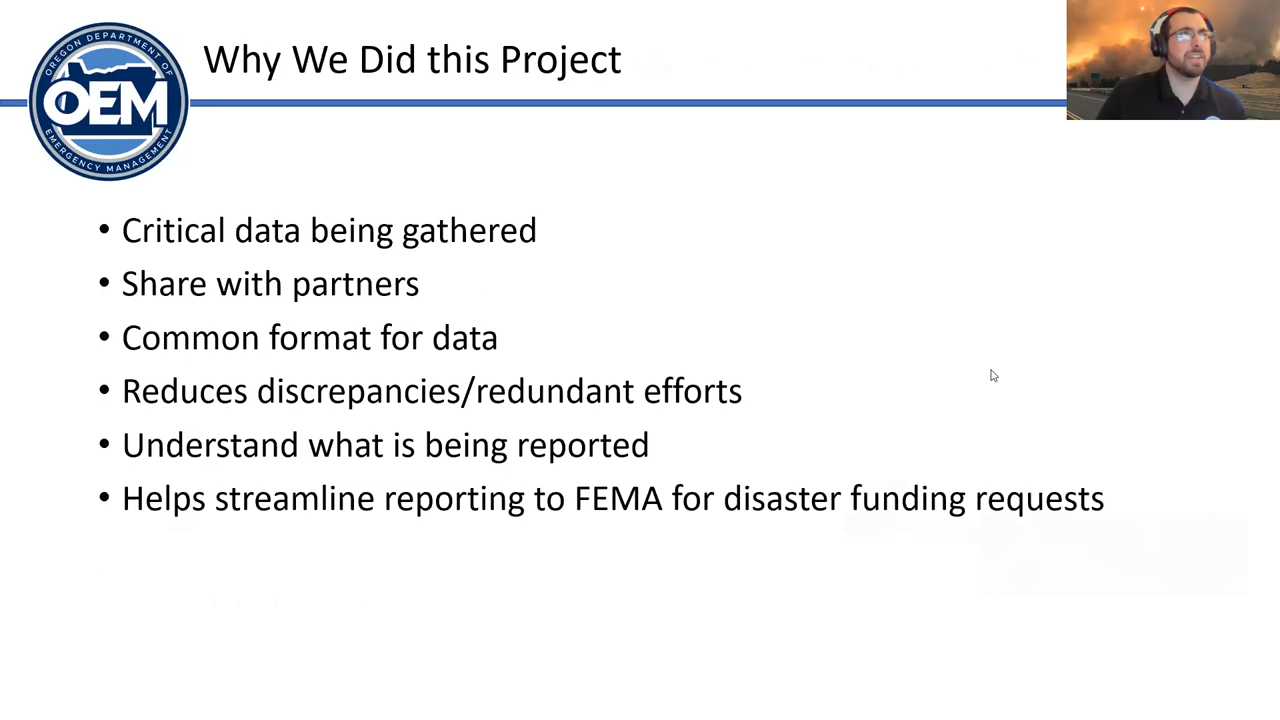 OREGON DEPARTMENT OF
OEM
EMERGENCY MANAGEMENT
Why We Did this Project
• Critical data being gathered
• Share with partners
• Common format for data
• Reduces discrepancies/redundant efforts
• Understand what is being reported
• Helps streamline reporting to FEMA for disaster funding requests